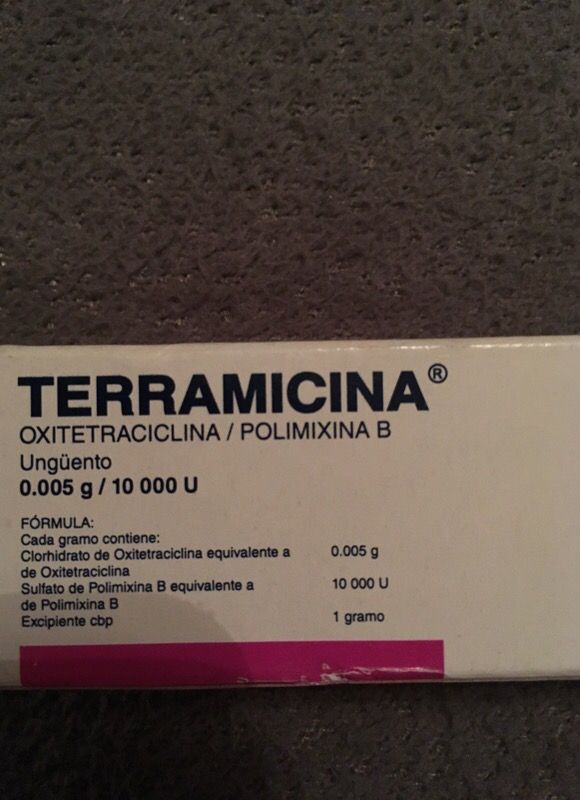 TERRAMICINA®
OXITETRACICLINA / POLIMIXINA B
Ungüento
0.005 g / 10 000 U
FÓRMULA:
Cada gramo contiene:
Clorhidrato de Oxitetraciclina equivalente a 0.005 g
de Oxitetraciclina
Sulfato de Polimixina B equivalente a 10 000 U
de Polimixina B
Excipiente cbp 1 gramo